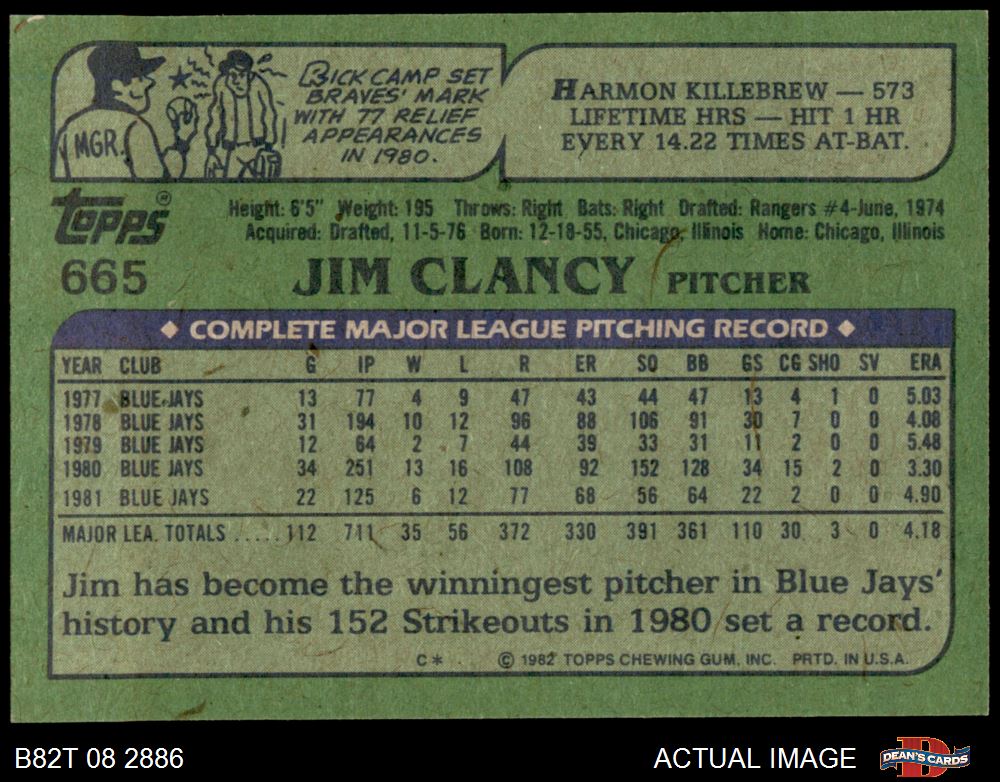 MGR.
RICK CAMP SET
BRAVES' MARK
WITH 77 RELIEF
APPEARANCES
IN 1980.
HARMON KILLEBREW — 573
LIFETIME HRS — HIT 1 HR
EVERY 14.22 TIMES AT-BAT.
Topps®
Height: 6'5" Weight: 195 Throws: Right Bats: Right Drafted: Rangers #4-June, 1974
Acquired: Drafted, 11-5-76 Born: 12-18-55, Chicago, Illinois Home: Chicago, Illinois
665 JIM CLANCY PITCHER
◆ COMPLETE MAJOR LEAGUE PITCHING RECORD ◆
YEAR CLUB G IP W L R ER SO BB GS CG SHO SV ERA
1977 BLUE JAYS 13 77 4 9 47 43 44 47 13 4 1 0 5.03
1978 BLUE JAYS 31 194 10 12 96 88 106 91 30 7 0 0 4.08
1979 BLUE JAYS 12 64 2 7 44 39 33 31 11 2 0 0 5.48
1980 BLUE JAYS 34 251 13 16 108 92 152 128 34 15 2 0 3.30
1981 BLUE JAYS 22 125 6 12 77 68 56 64 22 2 0 0 4.90
MAJOR LEA. TOTALS ..... 112 711 35 56 372 330 391 361 110 30 3 0 4.18
Jim has become the winningest pitcher in Blue Jays'
history and his 152 Strikeouts in 1980 set a record.
C* © 1982 TOPPS CHEWING GUM, INC. PRTD. IN U.S.A.
B82T 08 2886 ACTUAL IMAGE DEAN'S CARDS